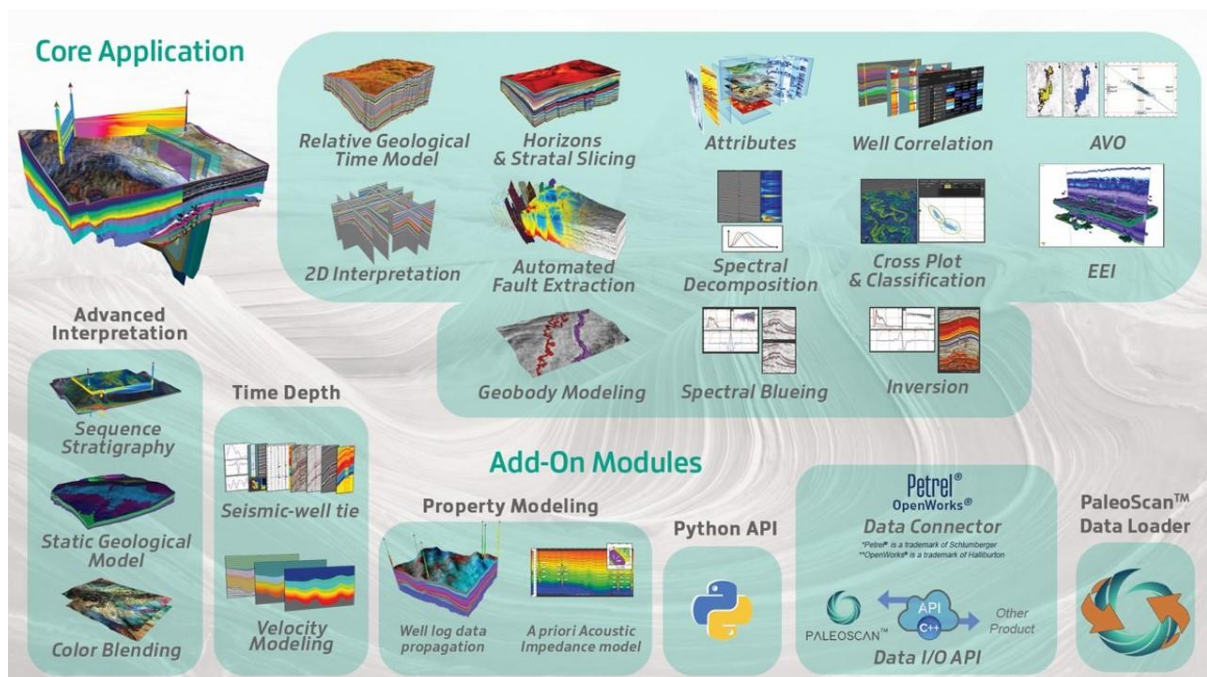 Core Application
Relative Geological
Time Model
Horizons
& Stratal Slicing
Attributes
Well Correlation
AVO
2D Interpretation
Automated
Fault Extraction
Spectral
Decomposition
Cross Plot
& Classification
EEI
Geobody Modeling
Spectral Blueing
Inversion
Add-On Modules
Advanced
Interpretation
Sequence
Stratigraphy
Static Geological
Model
Color Blending
Time Depth
Seismic-well tie
Velocity
Modeling
Property Modeling
Well log data
propagation
A priori Acoustic
Impedance model
Python API
Petrel®
OpenWorks®
Data Connector
*Petrel® is a trademark of Schlumberger
**OpenWorks® is a trademark of Halliburton
PALEOSCAN™
API
C++
Other
Product
Data I/O API
PaleoScan™
Data Loader